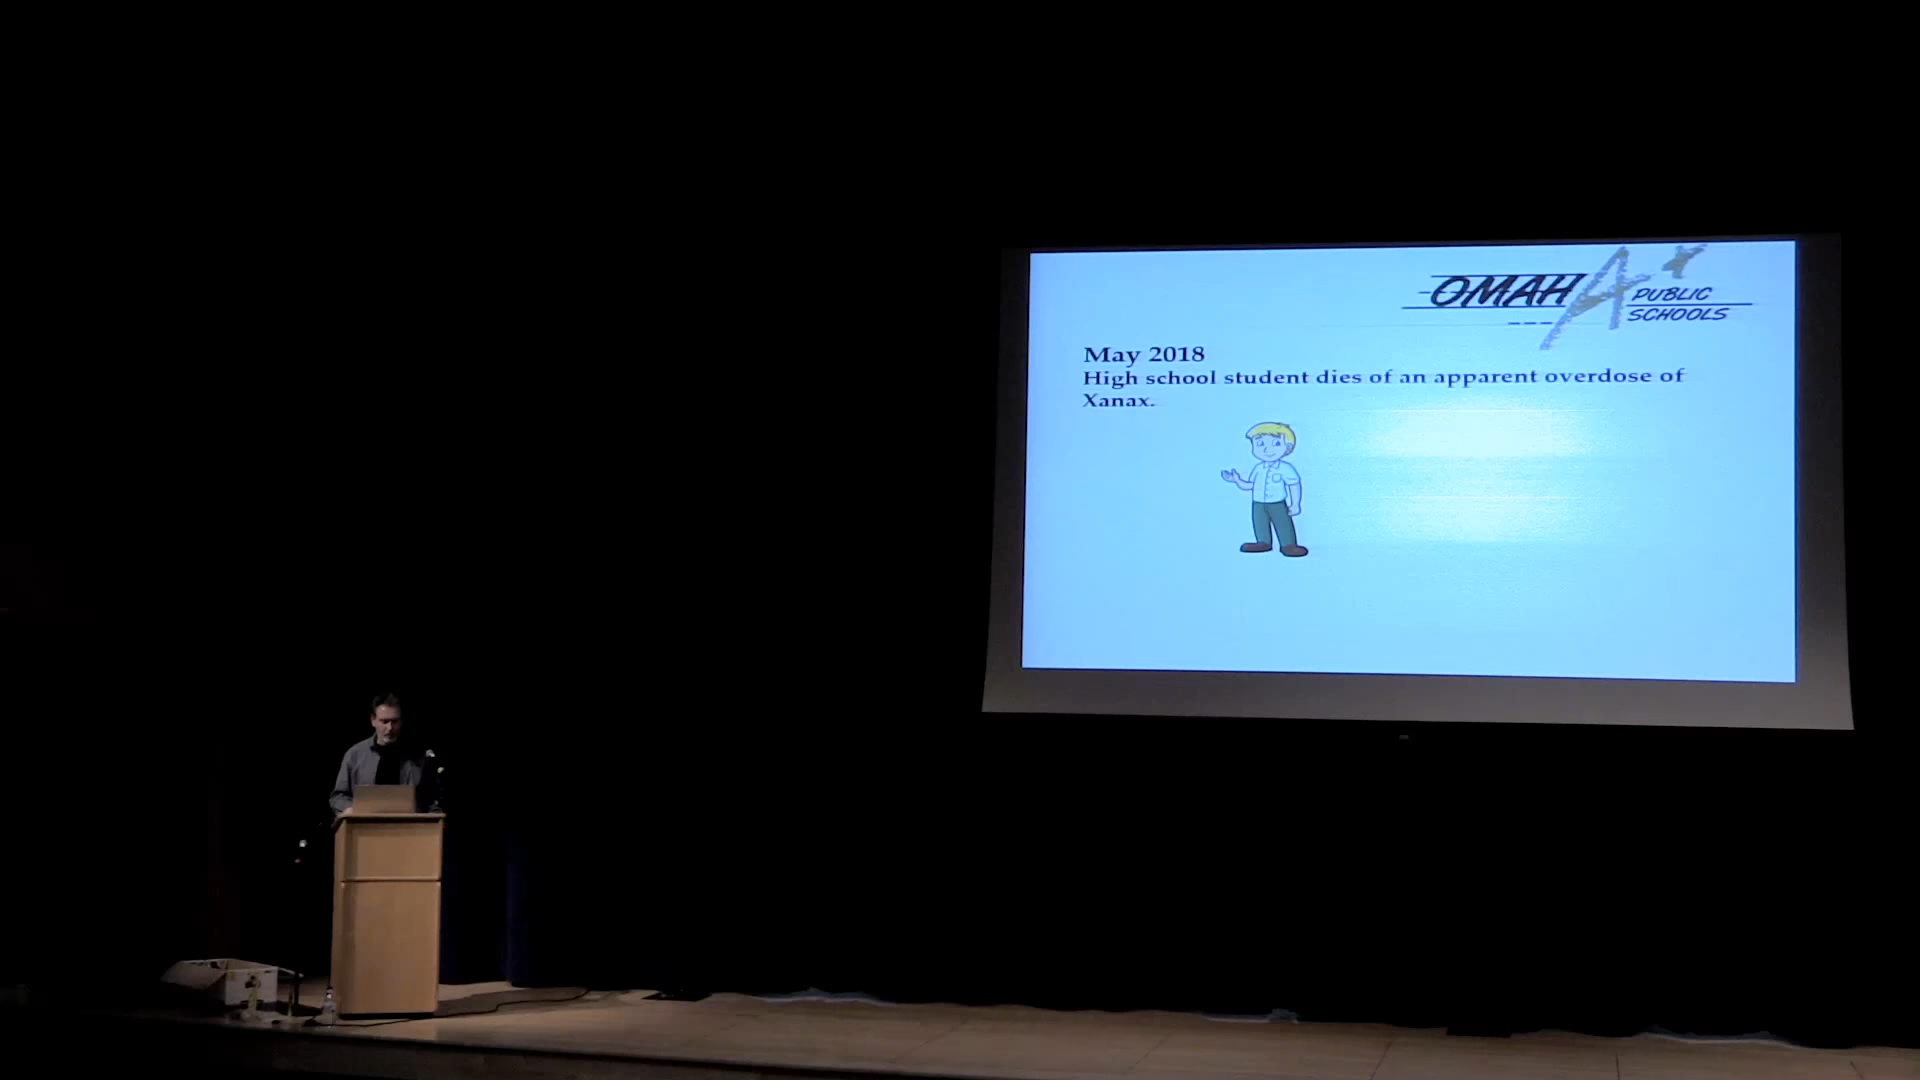 OMAHA PUBLIC
SCHOOLS
May 2018
High school student dies of an apparent overdose of
Xanax.